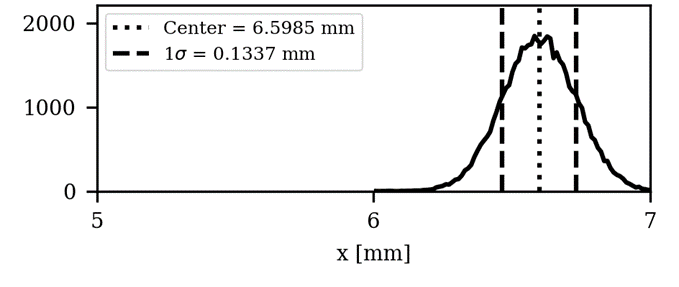 2000
Center = 6.5985 mm
1σ = 0.1337 mm
1000
0
5
6
7
x [mm]